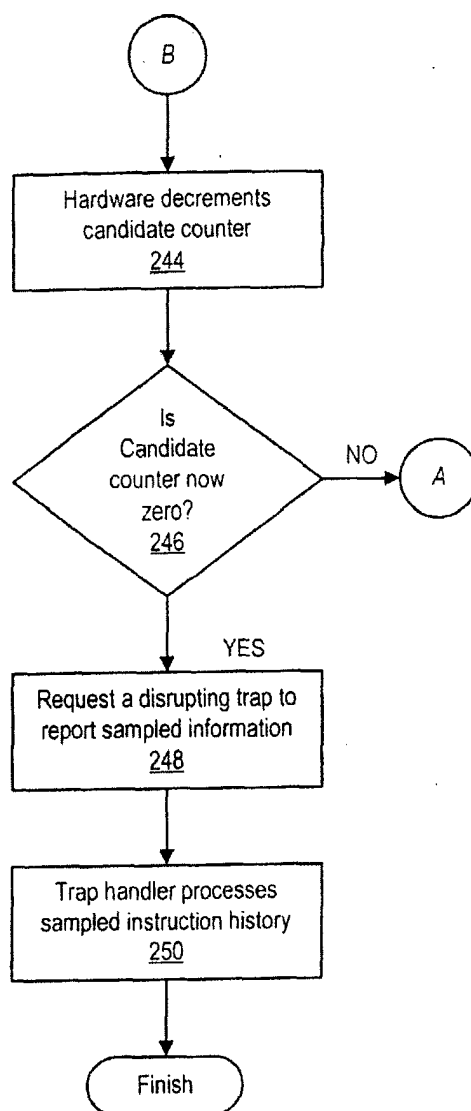 B
Hardware decrements
candidate counter
244
Is
Candidate
counter now
zero?
246
NO
A
YES
Request a disrupting trap to
report sampled information
248
Trap handler processes
sampled instruction history
250
Finish